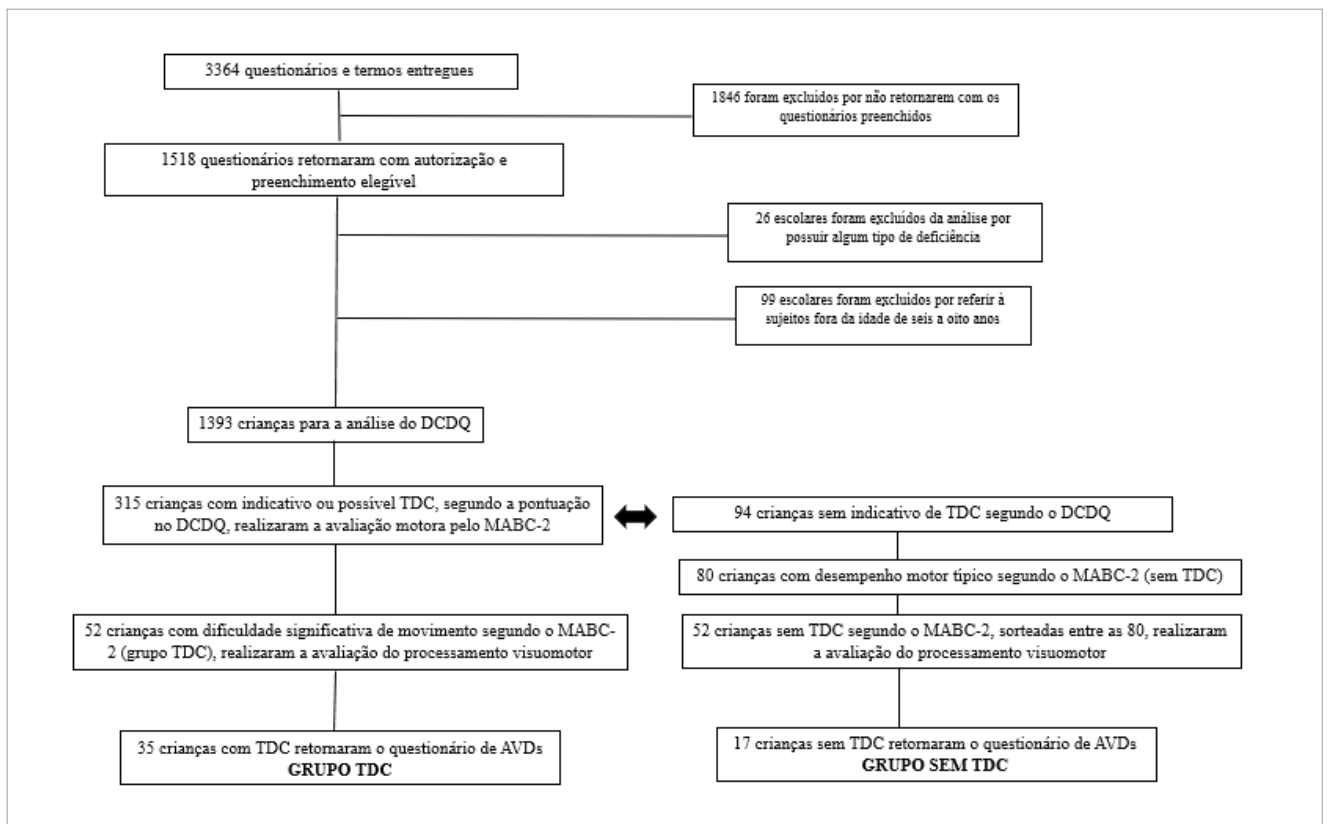 3364 questionários e termos entregues
1846 foram excluídos por não retornarem com os
questionários preenchidos
1518 questionários retornaram com autorização e
preenchimento elegível
26 escolares foram excluídos da análise por
possuir algum tipo de deficiência
99 escolares foram excluídos por referir à
sujeitos fora da idade de seis a oito anos
1393 crianças para a análise do DCDQ
315 crianças com indicativo ou possível TDC, segundo a pontuação
no DCDQ, realizaram a avaliação motora pelo MABC-2
94 crianças sem indicativo de TDC segundo o DCDQ
80 crianças com desempenho motor típico segundo o MABC-2 (sem TDC)
52 crianças com dificuldade significativa de movimento segundo o MABC-
2 (grupo TDC), realizaram a avaliação do processamento visuomotor
52 crianças sem TDC segundo o MABC-2, sorteadas entre as 80, realizaram
a avaliação do processamento visuomotor
35 crianças com TDC retornaram o questionário de AVDs
GRUPO TDC
17 crianças sem TDC retornaram o questionário de AVDs
GRUPO SEM TDC